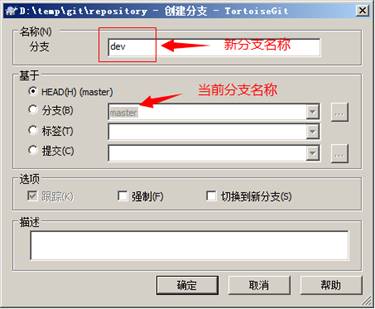 D:\temp\git\repository - 创建分支 - TortoiseGit
名称(N)
分支 dev 新分支名称
基于
HEAD(H) (master)
当前分支名称
分支(B) master ...
标签(T)
提交(C) ...
选项
跟踪(K) 强制(F) 切换到新分支(S)
描述
确定 取消 帮助